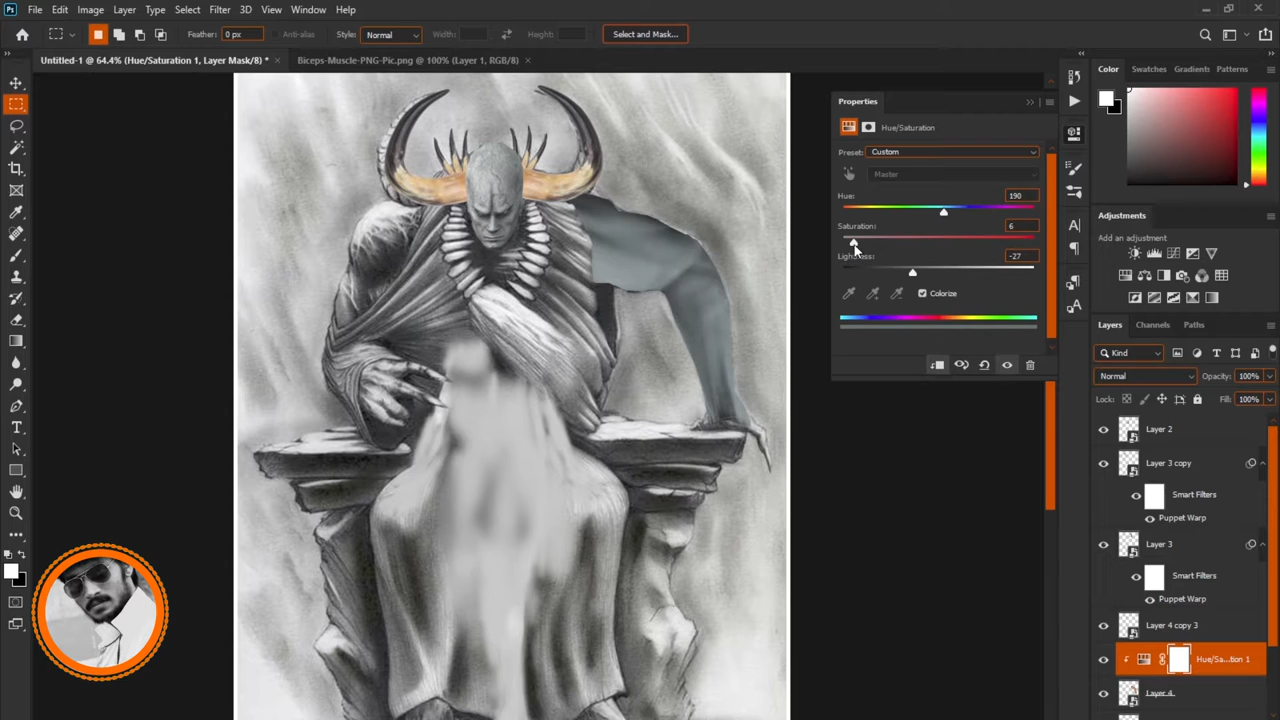 Ps File Edit Image Layer Type Select Filter 3D View Window Help
Feather: 0 px Anti-alias Style: Normal Width: Height: Select and Mask...
Untitled-1 @ 64.4% (Hue/Saturation 1, Layer Mask/8) * × Biceps-Muscle-PNG-Pic.png @ 100% (Layer 1, RGB/8) ×
Properties
Hue/Saturation
Preset: Custom
Master
Hue: 190
Saturation: 6
Lightness: -27
Colorize
Color Swatches Gradients Patterns
Adjustments
Add an adjustment
Layers Channels Paths
Kind
Normal Opacity: 100%
Lock: Fill: 100%
Layer 2
Layer 3 copy
Smart Filters
Puppet Warp
Layer 3
Smart Filters
Puppet Warp
Layer 4 copy 3
Hue/Sa...tion 1
Layer 4